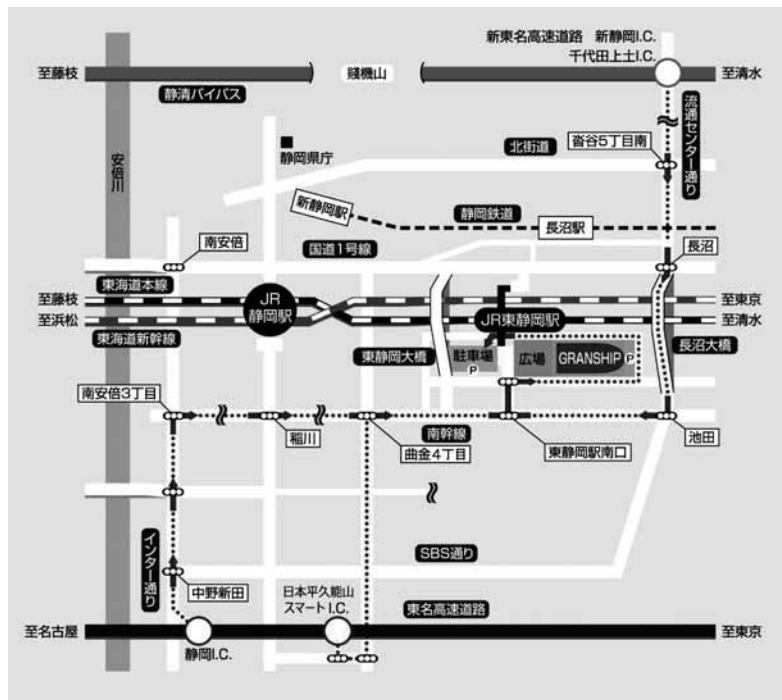 新東名高速道路 新静岡I.C.
千代田上土I.C.
至藤枝
賤機山
至清水
静清バイパス
流通センター通り
安倍川
静岡県庁
北街道
沓谷5丁目南
新静岡駅
静岡鉄道
長沼駅
南安倍
国道1号線
長沼
東海道本線
至藤枝
JR
静岡駅
至東京
至浜松
JR東静岡駅
至清水
東海道新幹線
東静岡大橋
駐車場
P
広場
GRANSHIP
P
長沼大橋
南安倍3丁目
稲川
南幹線
曲金4丁目
東静岡駅南口
池田
インター通り
SBS通り
中野新田
日本平久能山
スマートI.C.
東名高速道路
至名古屋
至東京
静岡I.C.